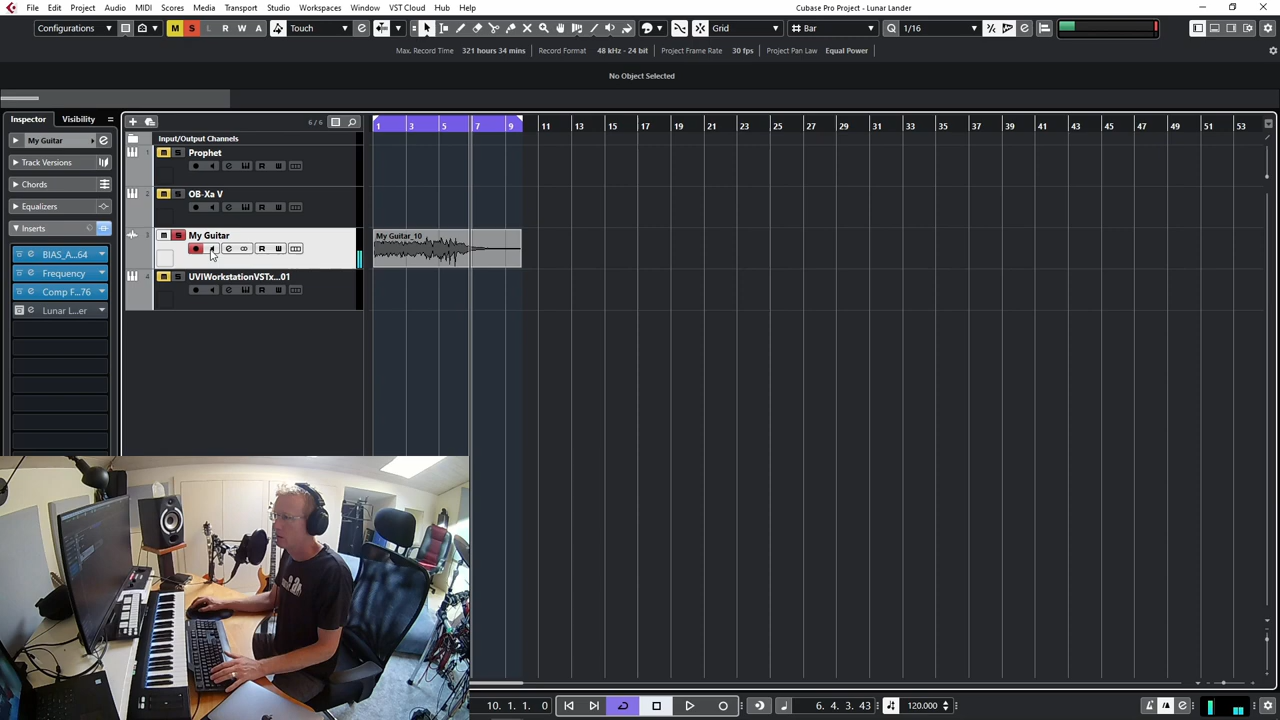 File Edit Project Audio MIDI Scores Media Transport Studio Workspaces Window VST Cloud Hub Help
Cubase Pro Project - Lunar Lander
Configurations M S L R W A Touch Grid Bar Q 1/16
Max. Record Time 321 hours 34 mins Record Format 48 kHz - 24 bit Project Frame Rate 30 fps Project Pan Law Equal Power
No Object Selected
Inspector Visibility 6 / 6
1 3 5 7 9 11 13 15 17 19 21 23 25 27 29 31 33 35 37 39 41 43 45 47 49 51 53
Input/Output Channels
My Guitar
Track Versions
Chords
Equalizers
Inserts
BIAS_A...64
Frequency
Comp F...76
Lunar L...er
1 m S Prophet
e R W
2 m S OB-Xa V
e R W
3 m S My Guitar
e R W
My Guitar_10
4 m S UVIWorkstationVSTx...01
e R W
10. 1. 1. 0
6. 4. 3. 43
120.000